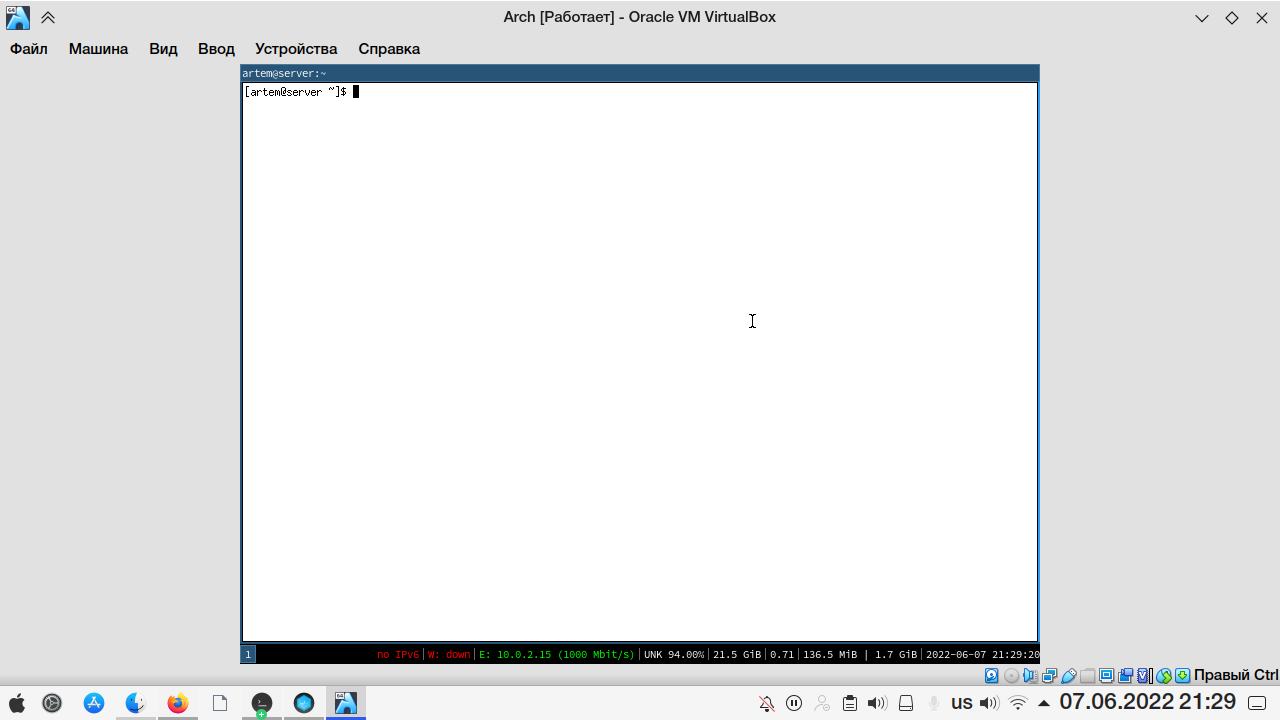 Arch [Работает] - Oracle VM VirtualBox
Файл Машина Вид Ввод Устройства Справка
artem@server:~
[artem@server ~]$
1 no IPv6|W: down|E: 10.0.2.15 (1000 Mbit/s)|UNK 94.00%|21.5 GiB|0.71|136.5 MiB | 1.7 GiB|2022-06-07 21:29:20
Правый Ctrl
us 07.06.2022 21:29